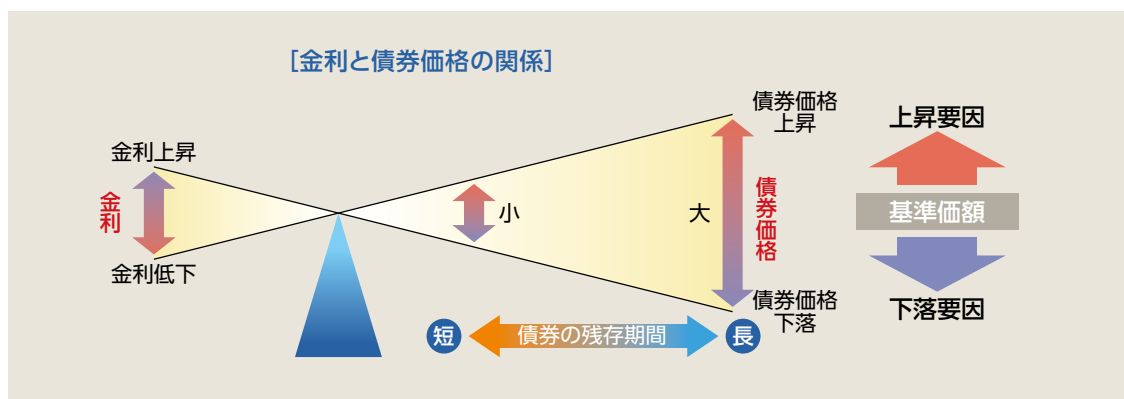 ［金利と債券価格の関係］
金利上昇
金利
金利低下
小
大
債券価格
上昇
債券価格
債券価格
下落
短
債券の残存期間
長
上昇要因
基準価額
下落要因